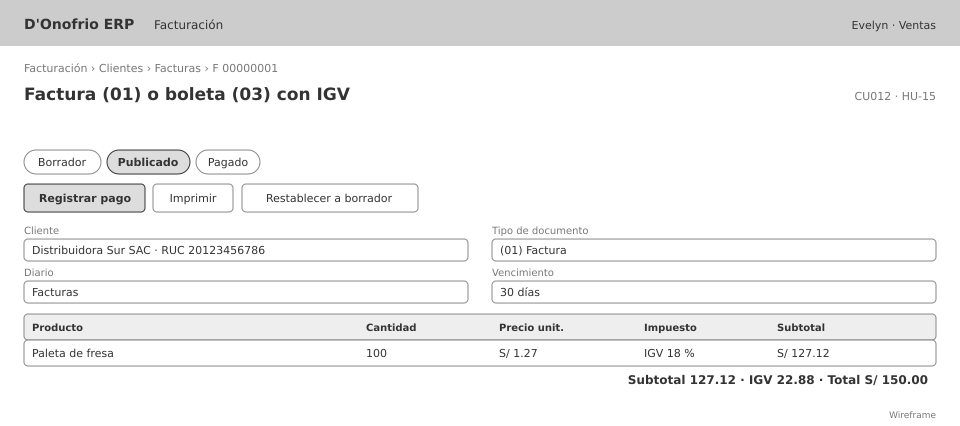 D'Onofrio ERP Facturación Evelyn · Ventas
Facturación › Clientes › Facturas › F 00000001
Factura (01) o boleta (03) con IGV CU012 · HU-15
Borrador Publicado Pagado
Registrar pago Imprimir Restablecer a borrador
Cliente Tipo de documento
Distribuidora Sur SAC · RUC 20123456786 (01) Factura
Diario Vencimiento
Facturas 30 días
Producto Cantidad Precio unit. Impuesto Subtotal
Paleta de fresa 100 S/ 1.27 IGV 18 % S/ 127.12
Subtotal 127.12 · IGV 22.88 · Total S/ 150.00
Wireframe